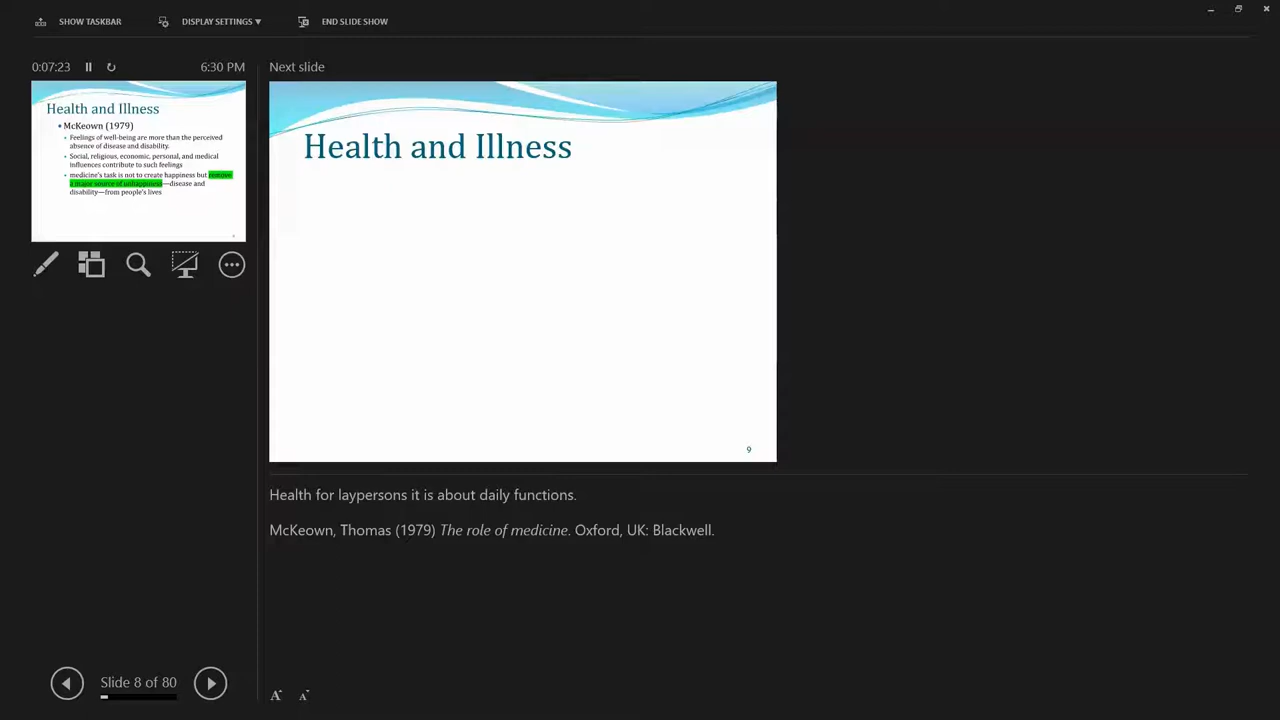 SHOW TASKBAR
DISPLAY SETTINGS ▼
END SLIDE SHOW
0:07:23
6:30 PM
Next slide
Health and Illness
• McKeown (1979)
• Feelings of well-being are more than the perceived
absence of disease and disability.
• Social, religious, economic, personal, and medical
influences contribute to such feelings
• medicine's task is not to create happiness but remove
a major source of unhappiness—disease and
disability—from people's lives
Health and Illness
9
Health for laypersons it is about daily functions.
McKeown, Thomas (1979) The role of medicine. Oxford, UK: Blackwell.
Slide 8 of 80
A A